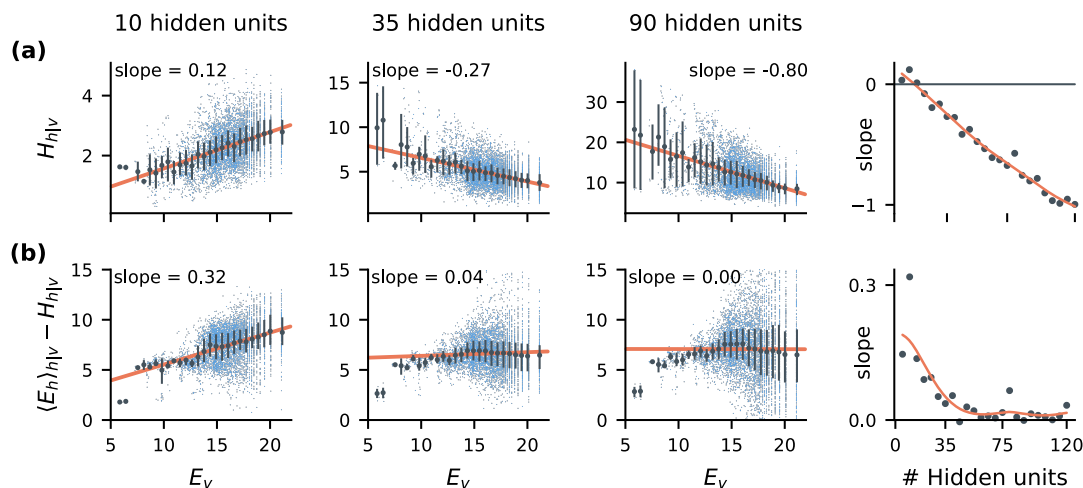 10 hidden units 35 hidden units 90 hidden units
(a)
slope = 0.12 slope = -0.27 slope = -0.80
H_{h|v}
4
2
15
10
5
30
20
10
slope
0
−1
(b)
slope = 0.32 slope = 0.04 slope = 0.00
⟨E_h⟩_{h|v} − H_{h|v}
15
10
5
0
15
10
5
0
15
10
5
0
slope
0.3
0.0
5 10 15 20 5 10 15 20 5 10 15 20 0 35 75 120
E_v E_v E_v # Hidden units